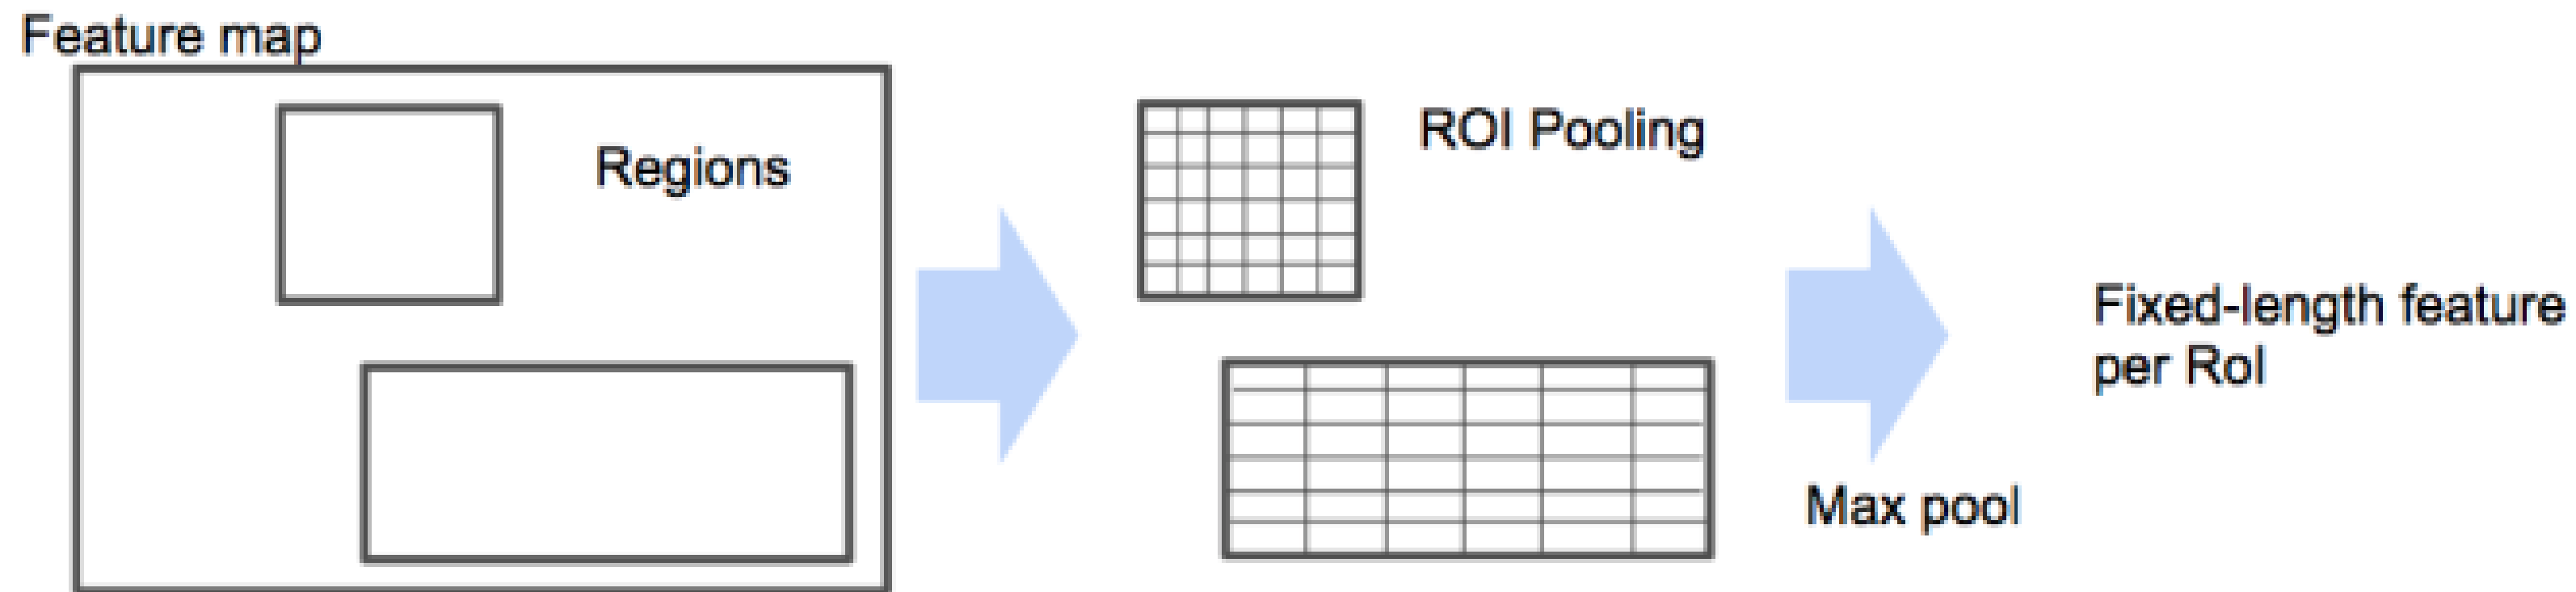 Feature map
Regions
ROI Pooling
Max pool
Fixed-length feature
per RoI